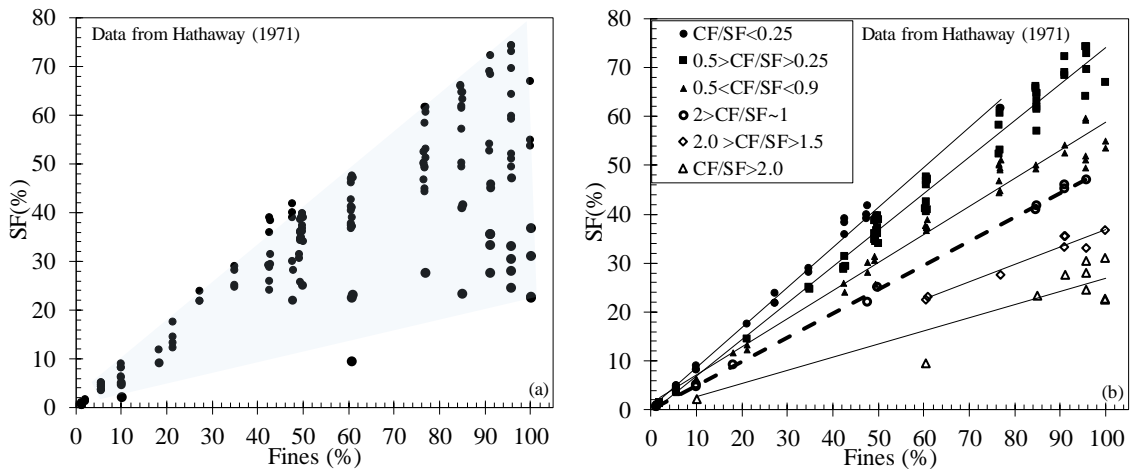 Data from Hathaway (1971)
80
70
60
50
40
30
20
10
0
SF(%)
0 10 20 30 40 50 60 70 80 90 100
Fines (%)
(a)
CF/SF<0.25
0.5>CF/SF>0.25
0.5<CF/SF<0.9
2>CF/SF~1
2.0 >CF/SF>1.5
CF/SF>2.0
Data from Hathaway (1971)
80
70
60
50
40
30
20
10
0
SF(%)
0 10 20 30 40 50 60 70 80 90 100
Fines (%)
(b)